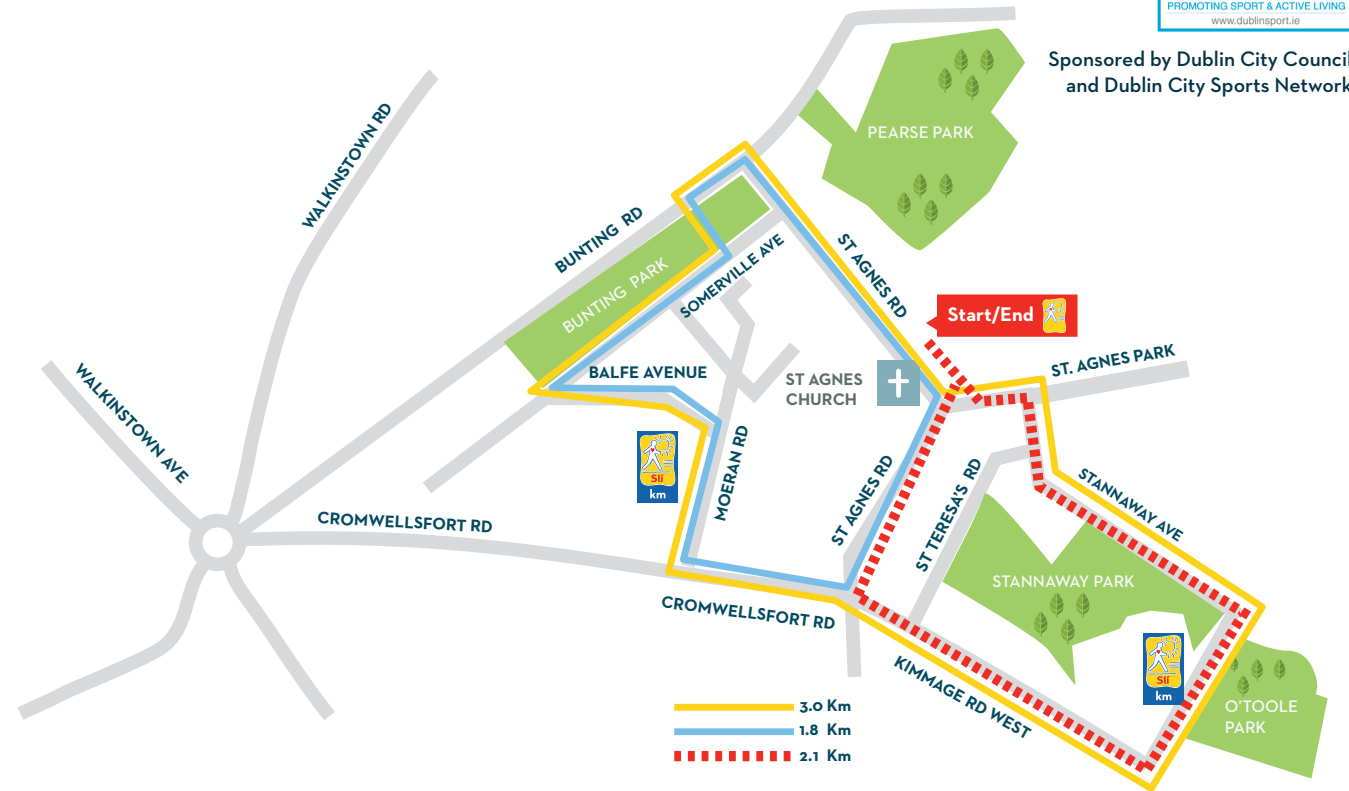 PROMOTING SPORT & ACTIVE LIVING
www.dublinsport.ie
Sponsored by Dublin City Council
and Dublin City Sports Network
PEARSE PARK
WALKINSTOWN RD
BUNTING RD
BUNTING PARK
SOMERVILLE AVE
ST AGNES RD
Start/End
ST. AGNES PARK
WALKINSTOWN AVE
BALFE AVENUE
ST AGNES
CHURCH
Slí
km
MOERAN RD
ST AGNES RD
ST TERESA'S RD
STANNAWAY AVE
CROMWELLSFORT RD
STANNAWAY PARK
CROMWELLSFORT RD
KIMMAGE RD WEST
Slí
km
O'TOOLE
PARK
3.0 Km
1.8 Km
2.1 Km